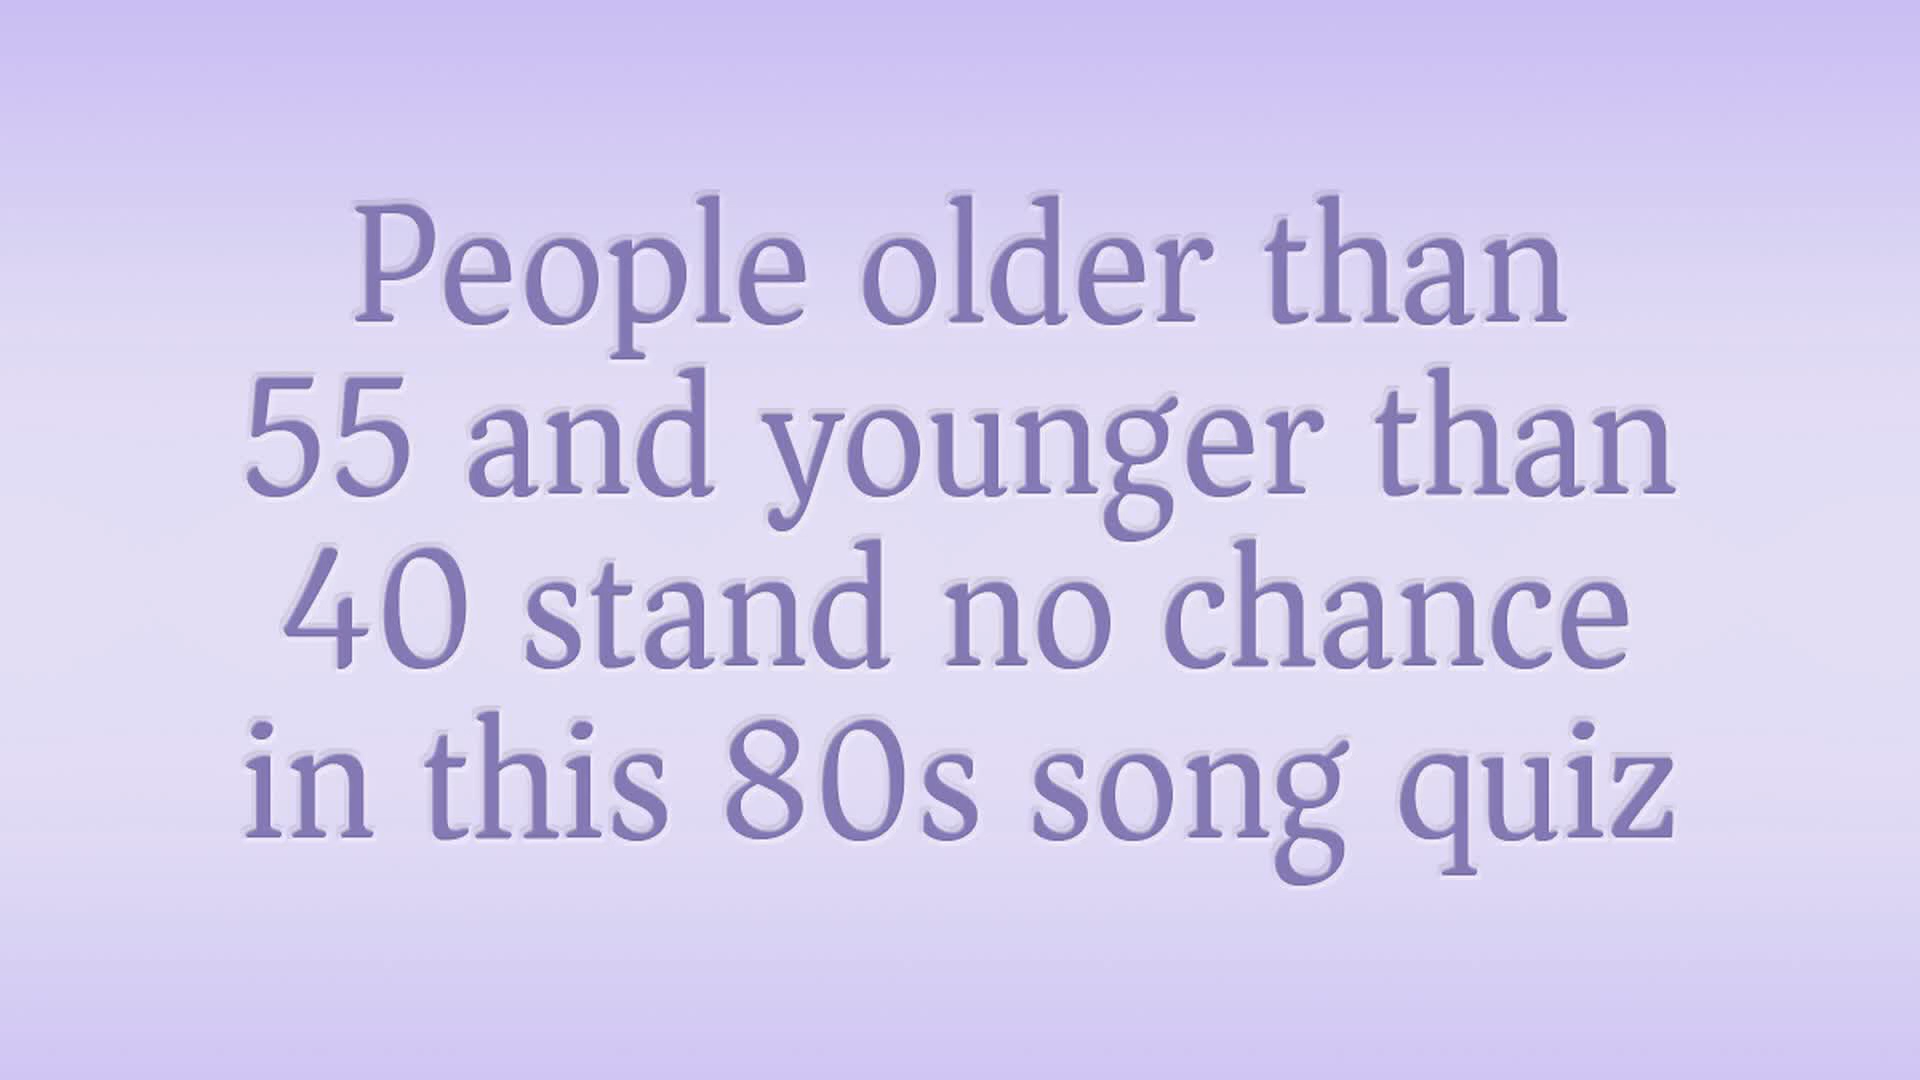 People older than
55 and younger than
40 stand no chance
in this 80s song quiz